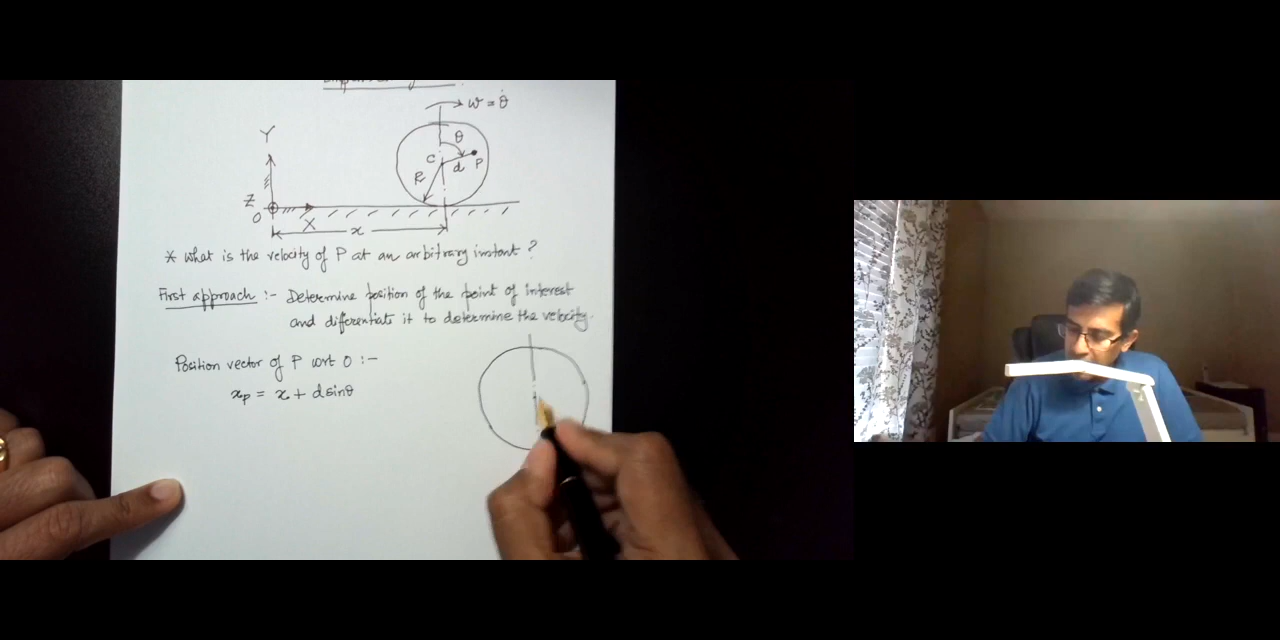 ω = θ̇
Y
θ
C
P
d
R
Z
O
X
x
* What is the velocity of P at an arbitrary instant ?
First approach :- Determine position of the point of interest
and differentiate it to determine the velocity.
Position vector of P wrt O :-
xp = x + dsinθ